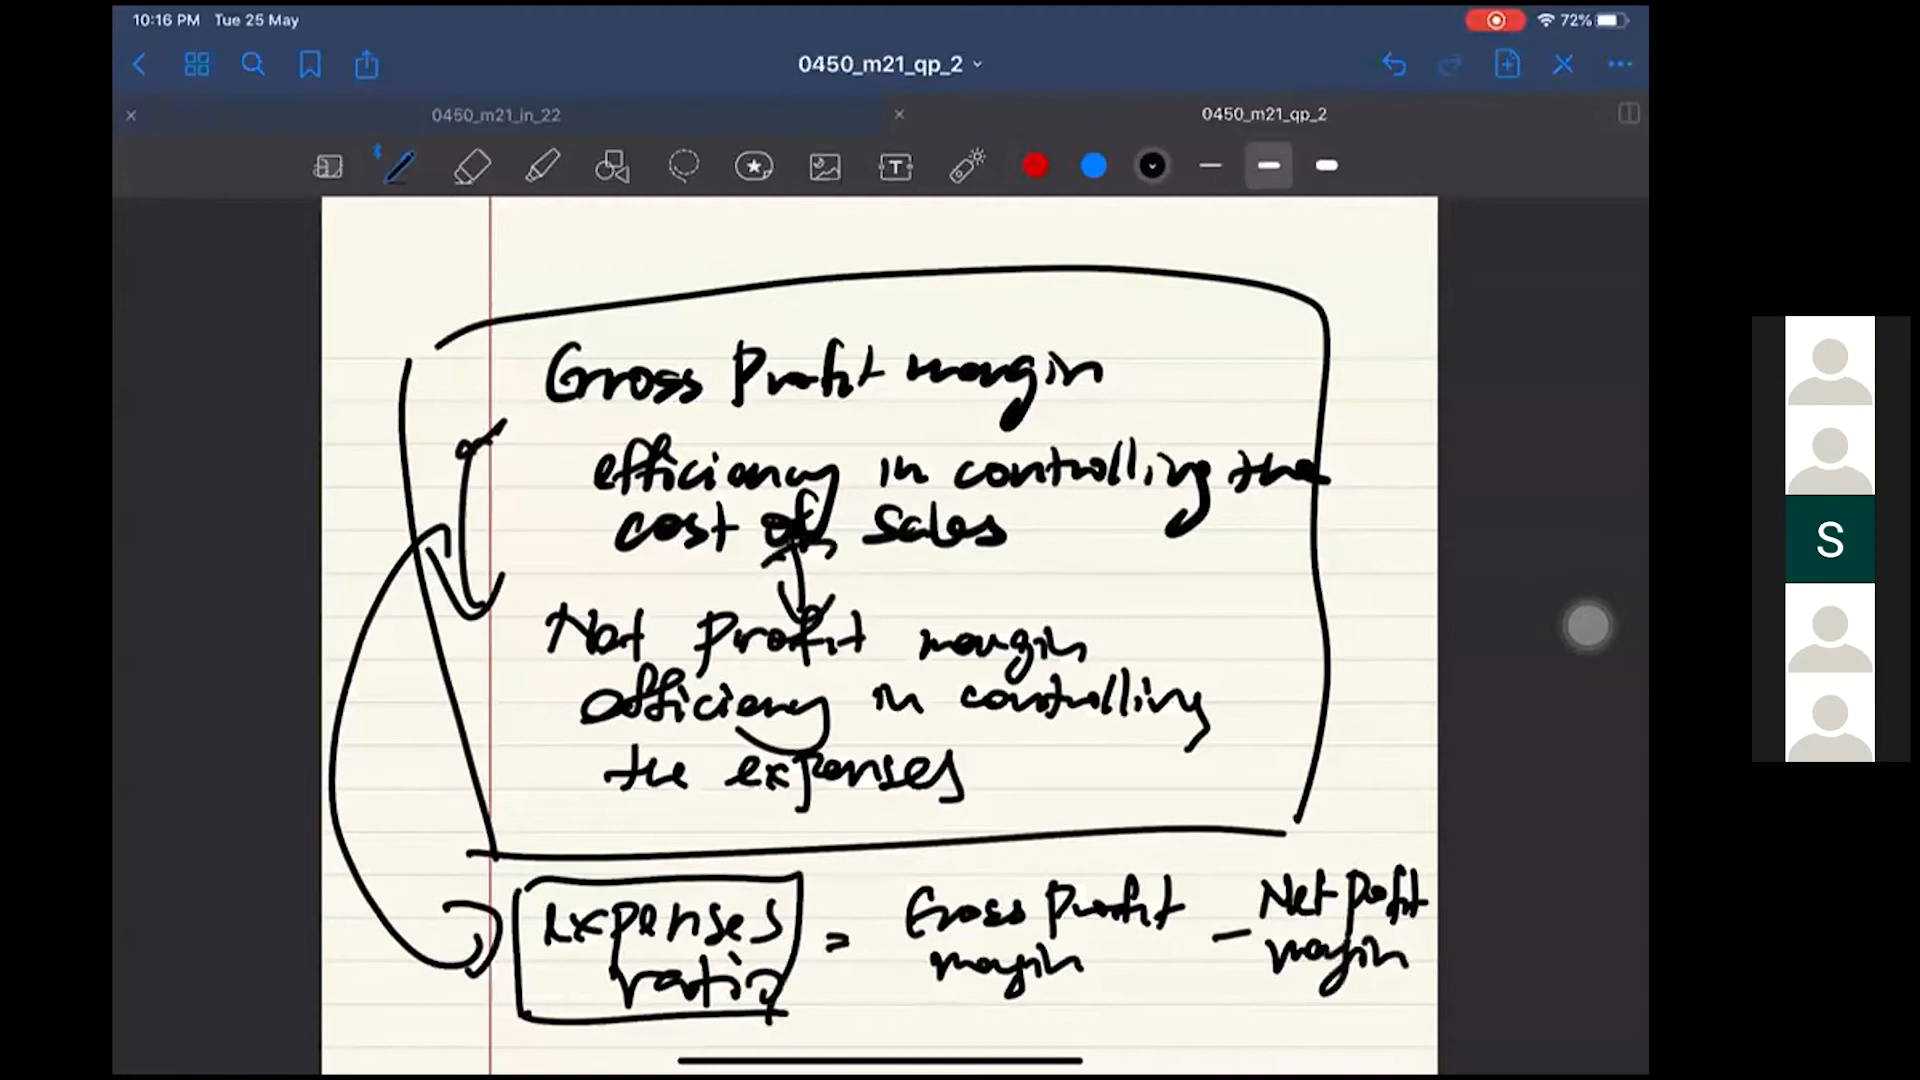 10:16 PM Tue 25 May
72%
0450_m21_qp_2
0450_m21_in_22
0450_m21_qp_2
T
Gross Profit margin
efficiency in controlling the
cost of sales
Net Profit margin
efficiency in controlling
the expenses
Expenses ratio = Gross Profit margin - Net Profit margin
S